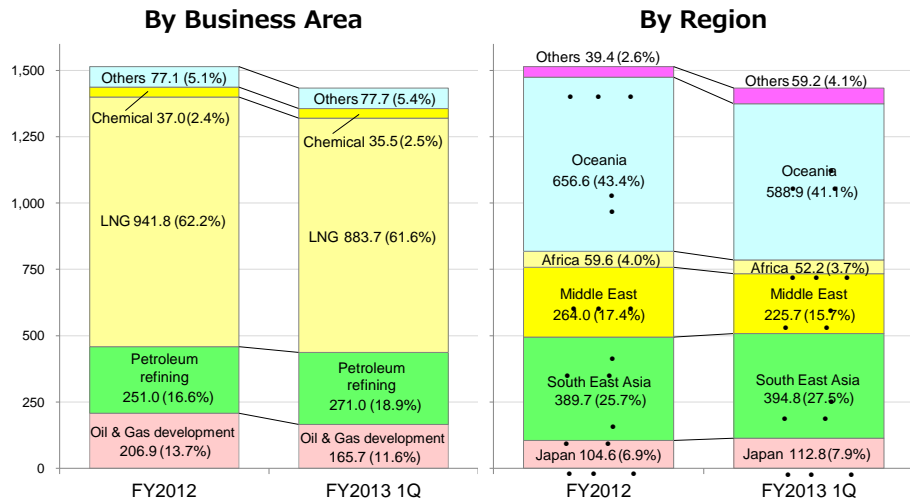 By Business Area
By Region
1,500
1,250
1,000
750
500
250
0
Others 77.1 (5.1%)
Chemical 37.0 (2.4%)
LNG 941.8 (62.2%)
Petroleum
refining
251.0 (16.6%)
Oil & Gas development
206.9 (13.7%)
FY2012
Others 77.7 (5.4%)
Chemical 35.5 (2.5%)
LNG 883.7 (61.6%)
Petroleum
refining
271.0 (18.9%)
Oil & Gas development
165.7 (11.6%)
FY2013 1Q
Others 39.4 (2.6%)
Oceania
656.6 (43.4%)
Africa 59.6 (4.0%)
Middle East
264.0 (17.4%)
South East Asia
389.7 (25.7%)
Japan 104.6 (6.9%)
FY2012
Others 59.2 (4.1%)
Oceania
588.9 (41.1%)
Africa 52.2 (3.7%)
Middle East
225.7 (15.7%)
South East Asia
394.8 (27.5%)
Japan 112.8 (7.9%)
FY2013 1Q